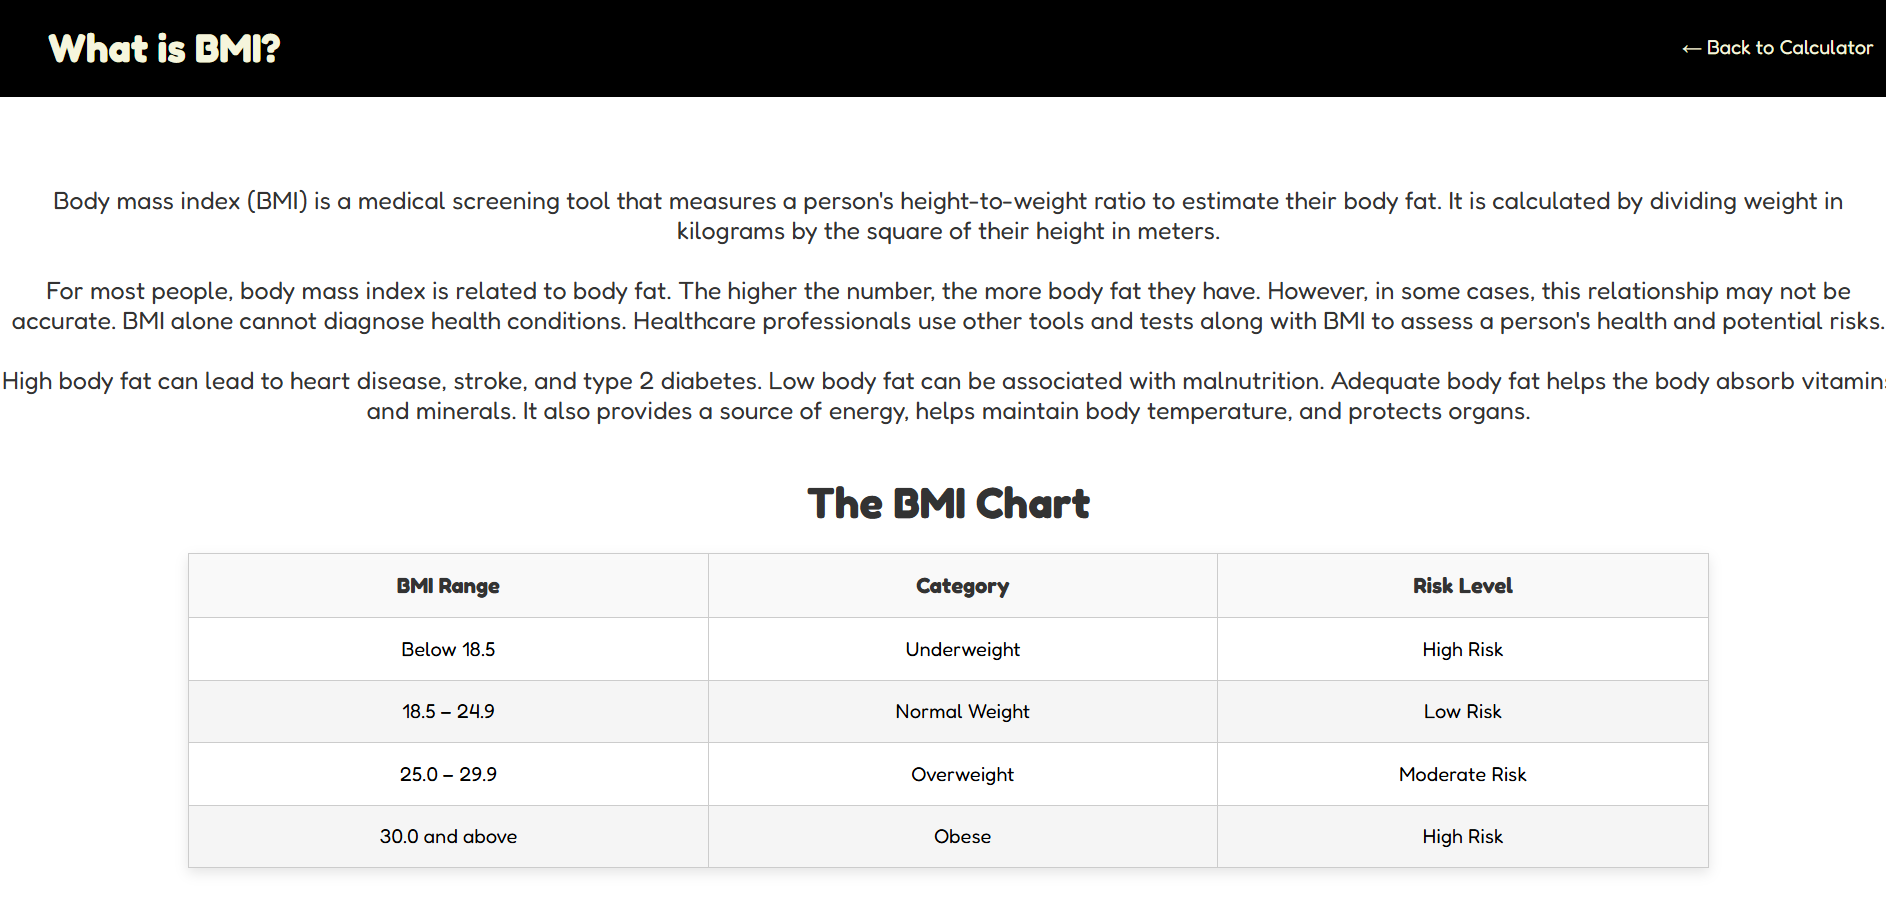 What is BMI?
← Back to Calculator
Body mass index (BMI) is a medical screening tool that measures a person's height-to-weight ratio to estimate their body fat. It is calculated by dividing weight in
kilograms by the square of their height in meters.
For most people, body mass index is related to body fat. The higher the number, the more body fat they have. However, in some cases, this relationship may not be
accurate. BMI alone cannot diagnose health conditions. Healthcare professionals use other tools and tests along with BMI to assess a person's health and potential risks.
High body fat can lead to heart disease, stroke, and type 2 diabetes. Low body fat can be associated with malnutrition. Adequate body fat helps the body absorb vitamins
and minerals. It also provides a source of energy, helps maintain body temperature, and protects organs.
The BMI Chart
BMI Range Category Risk Level
Below 18.5 Underweight High Risk
18.5 – 24.9 Normal Weight Low Risk
25.0 – 29.9 Overweight Moderate Risk
30.0 and above Obese High Risk